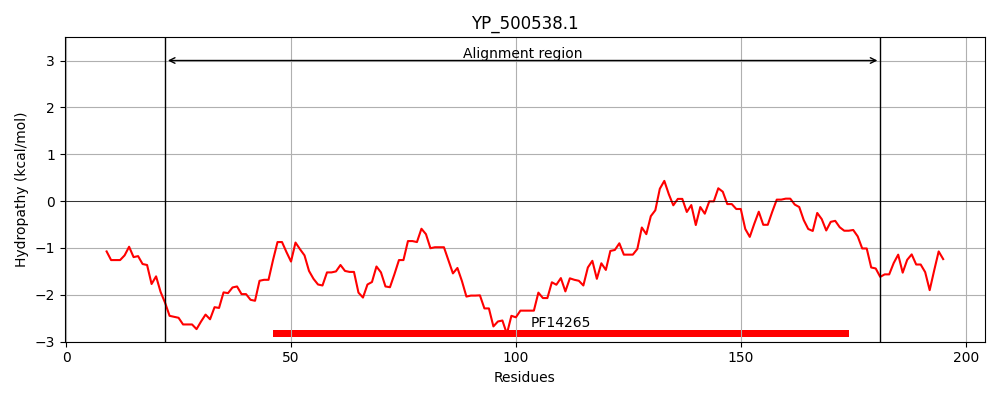 YP_500538.1
Alignment region
3
2
1
0
−1
−2
−3
Hydropathy (kcal/mol)
PF14265
0
50
100
150
200
Residues